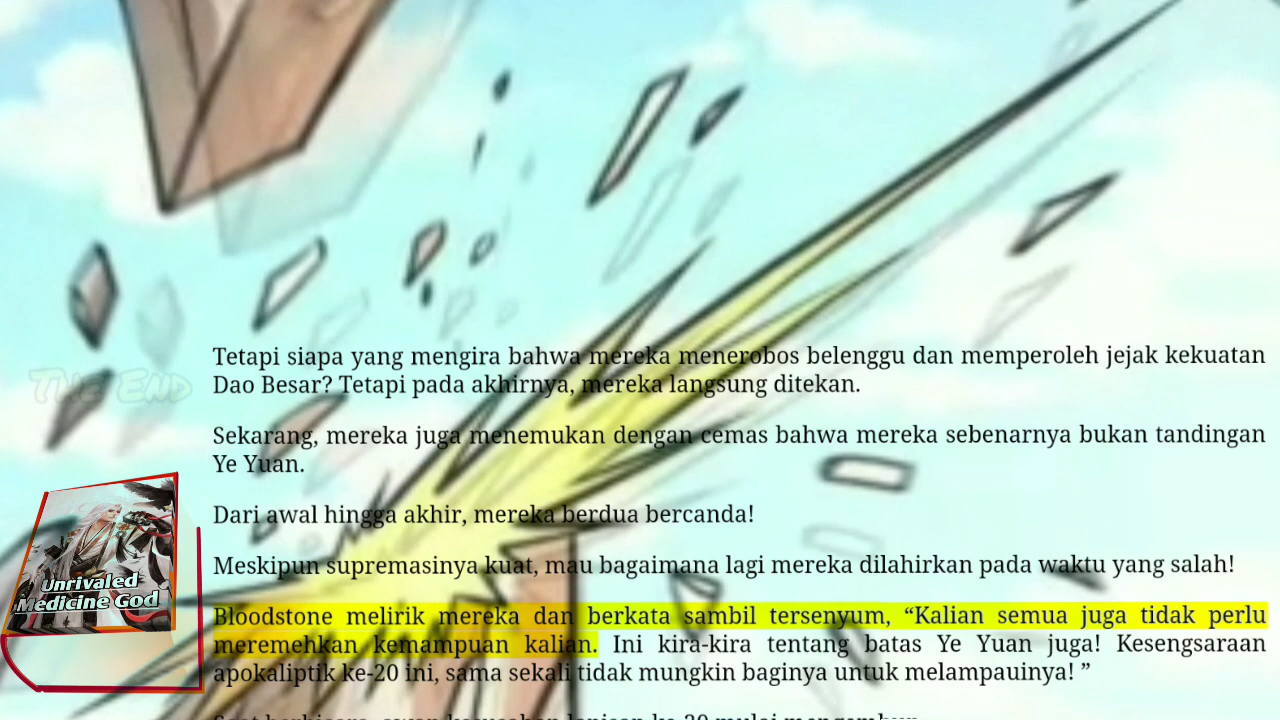 Tetapi siapa yang mengira bahwa mereka menerobos belenggu dan memperoleh jejak kekuatan
Dao Besar? Tetapi pada akhirnya, mereka langsung ditekan.
Sekarang, mereka juga menemukan dengan cemas bahwa mereka sebenarnya bukan tandingan
Ye Yuan.
The End
Dari awal hingga akhir, mereka berdua bercanda!
Meskipun supremasinya kuat, mau bagaimana lagi mereka dilahirkan pada waktu yang salah!
Unrivaled
Medicine God
Bloodstone melirik mereka dan berkata sambil tersenyum, “Kalian semua juga tidak perlu
meremehkan kemampuan kalian. Ini kira-kira tentang batas Ye Yuan juga! Kesengsaraan
apokaliptik ke-20 ini, sama sekali tidak mungkin baginya untuk melampauinya! ”